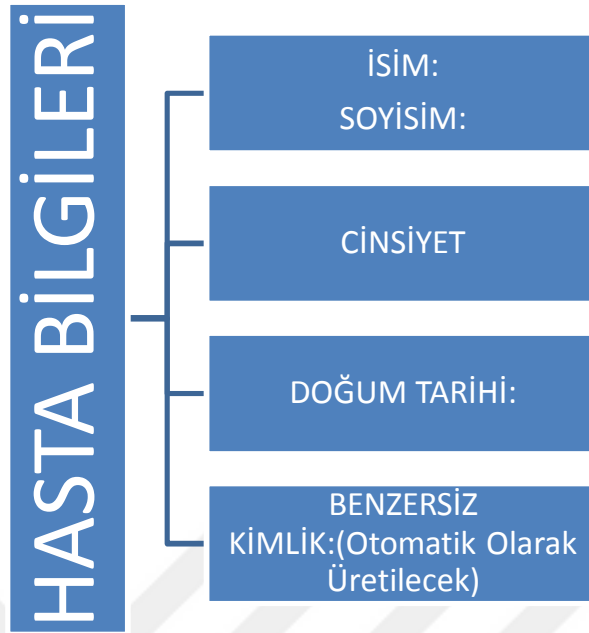 HASTA BİLGİLERİ
İSİM:
SOYİSİM:
CİNSİYET
DOĞUM TARİHİ:
BENZERSİZ
KİMLİK:(Otomatik Olarak
Üretilecek)